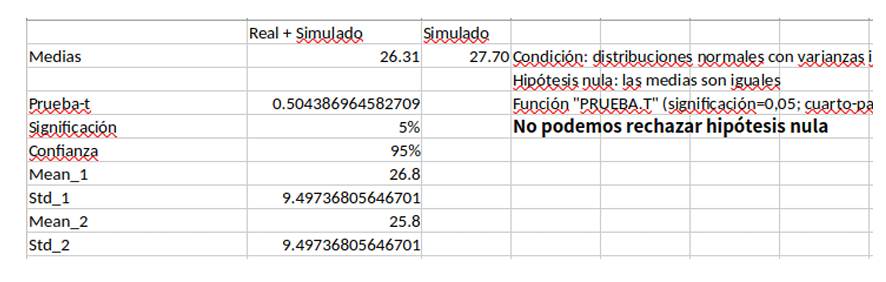 Real + Simulado Simulado
Medias 26.31 27.70 Condición: distribuciones normales con varianzas i
Hipótesis nula: las medias son iguales
Prueba-t 0.504386964582709 Función "PRUEBA.T" (significación=0,05; cuarto-pa
Significación 5% No podemos rechazar hipótesis nula
Confianza 95%
Mean_1 26.8
Std_1 9.49736805646701
Mean_2 25.8
Std_2 9.49736805646701